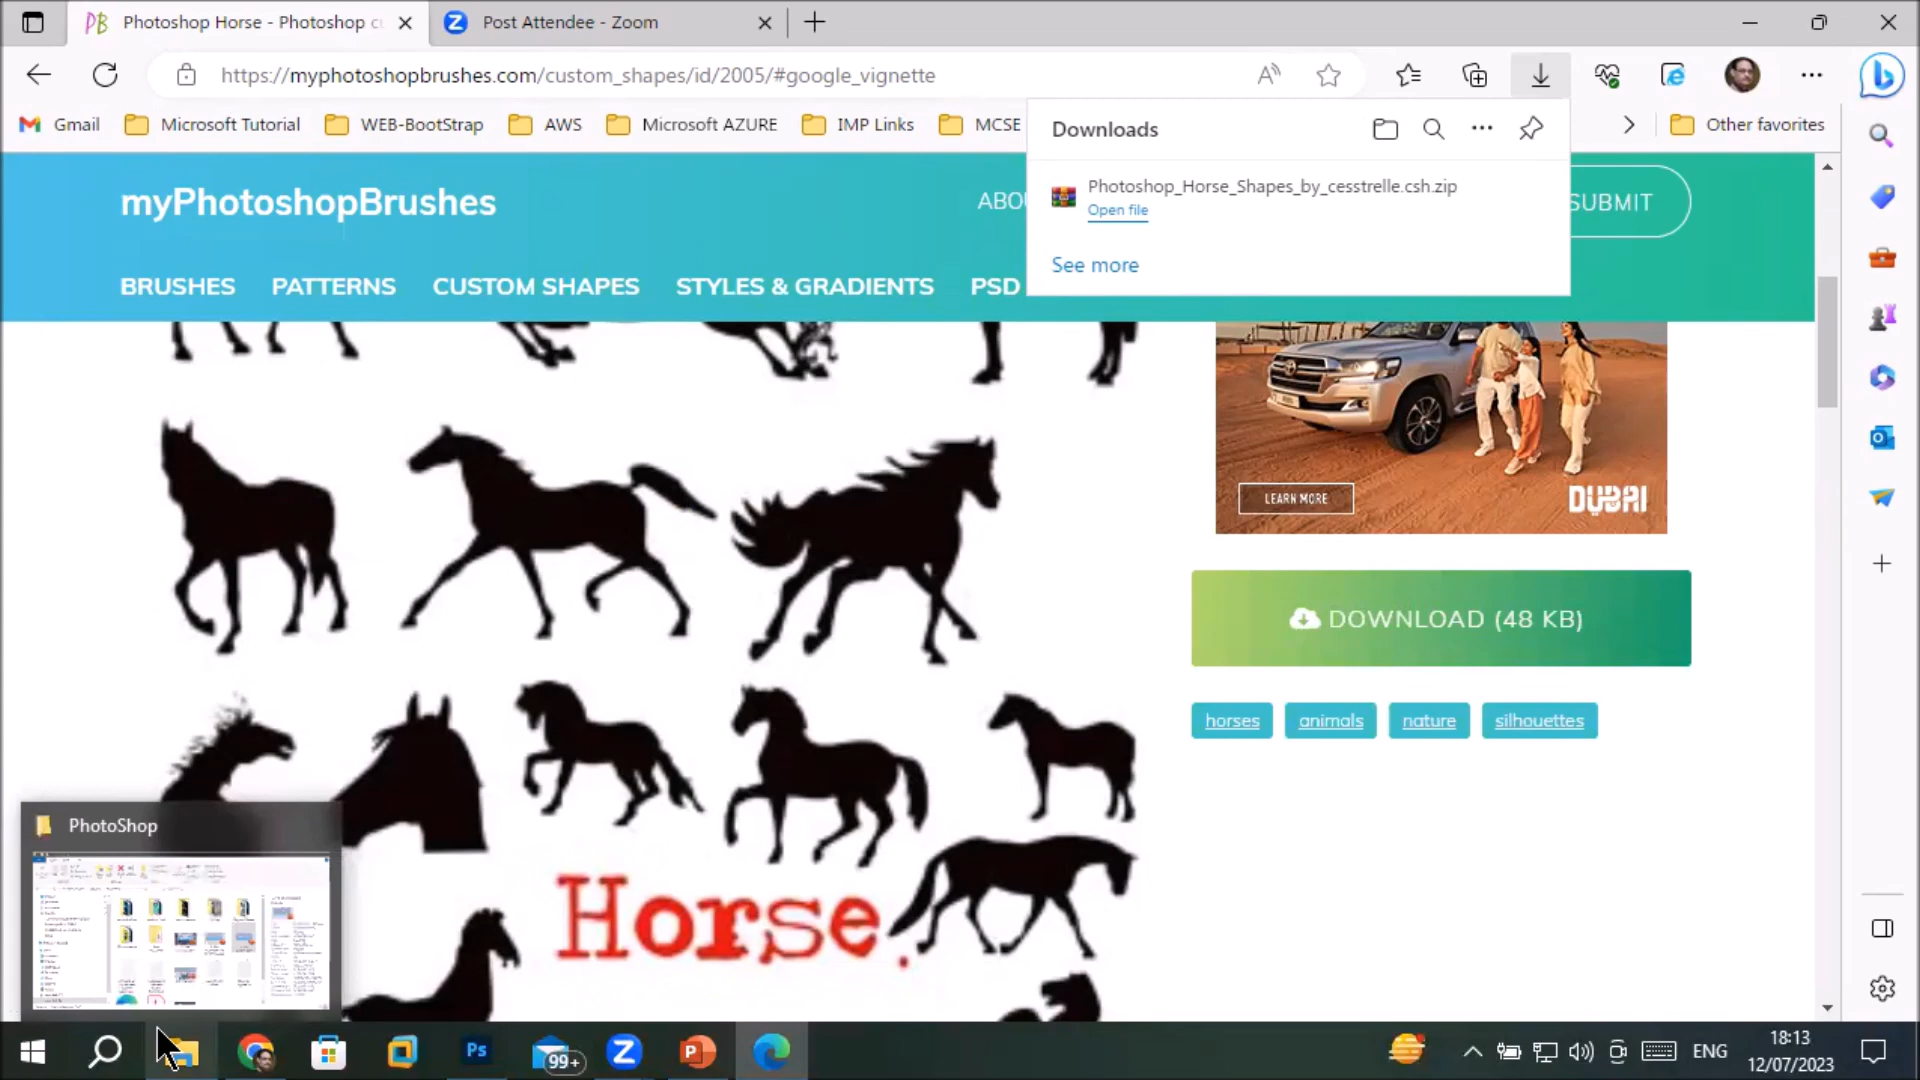 Photoshop Horse - Photoshop cu
Post Attendee - Zoom
https://myphotoshopbrushes.com/custom_shapes/id/2005/#google_vignette
Gmail
Microsoft Tutorial
WEB-BootStrap
AWS
Microsoft AZURE
IMP Links
MCSE
Other favorites
Downloads
Photoshop_Horse_Shapes_by_cesstrelle.csh.zip
Open file
See more
myPhotoshopBrushes
ABOU
SUBMIT
BRUSHES
PATTERNS
CUSTOM SHAPES
STYLES & GRADIENTS
PSD
LEARN MORE
DUBAI
DOWNLOAD (48 KB)
horses
animals
nature
silhouettes
Horse.
PhotoShop
Ps
99+
ENG
18:13
12/07/2023